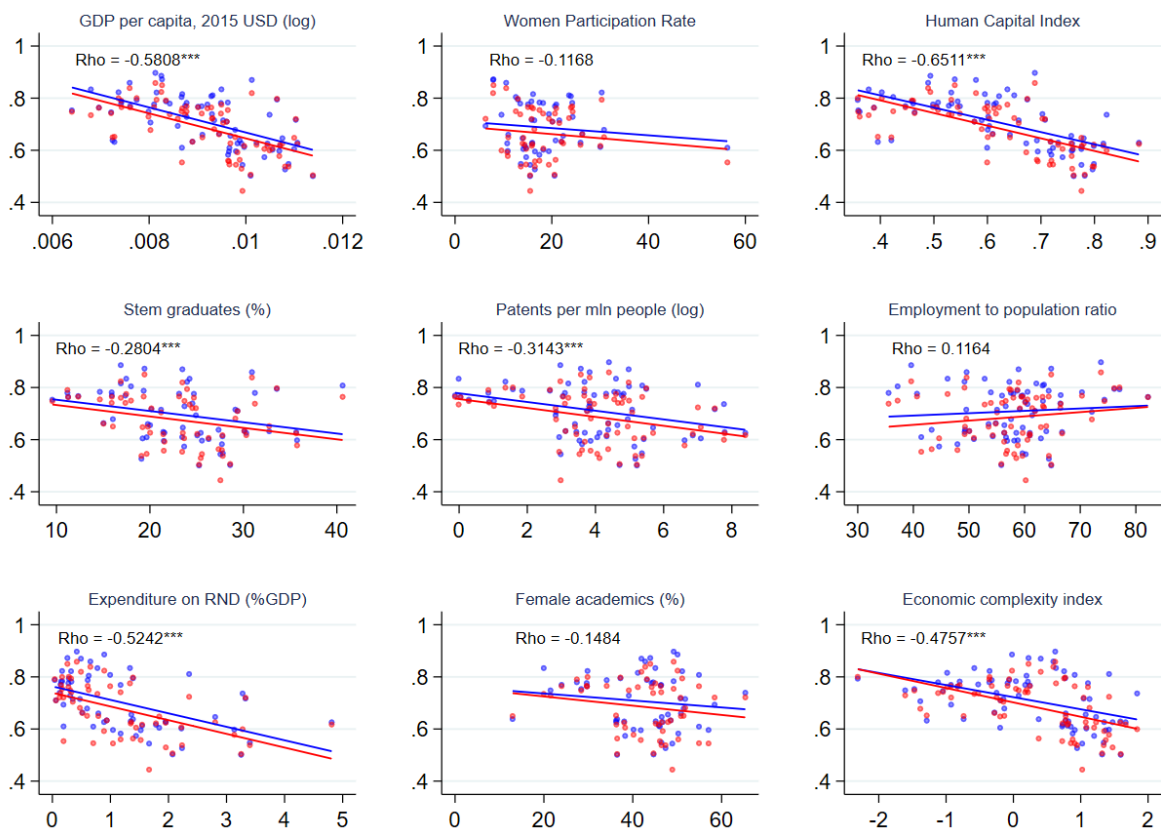 GDP per capita, 2015 USD (log)
Rho = -0.5808***
1
.8
.6
.4
.006 .008 .01 .012
Women Participation Rate
Rho = -0.1168
1
.8
.6
.4
0 20 40 60
Human Capital Index
Rho = -0.6511***
1
.8
.6
.4
.4 .5 .6 .7 .8 .9
Stem graduates (%)
Rho = -0.2804***
1
.8
.6
.4
10 20 30 40
Patents per mln people (log)
Rho = -0.3143***
1
.8
.6
.4
0 2 4 6 8
Employment to population ratio
Rho = 0.1164
1
.8
.6
.4
30 40 50 60 70 80
Expenditure on RND (%GDP)
Rho = -0.5242***
1
.8
.6
.4
0 1 2 3 4 5
Female academics (%)
Rho = -0.1484
1
.8
.6
.4
0 20 40 60
Economic complexity index
Rho = -0.4757***
1
.8
.6
.4
-2 -1 0 1 2